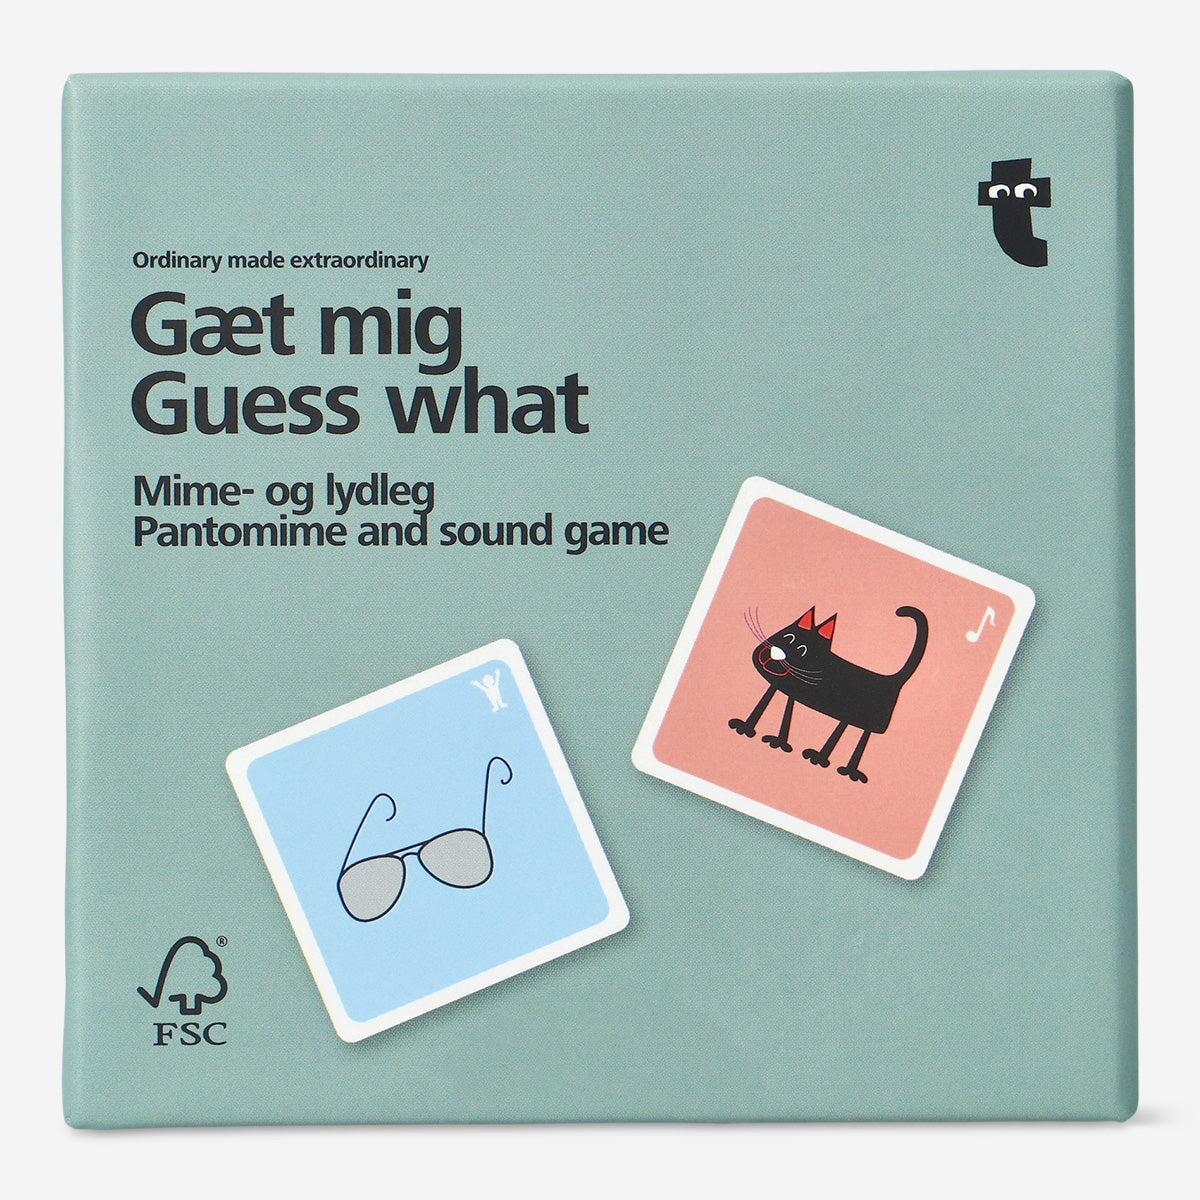 Ordinary made extraordinary
Gæt mig
Guess what
Mime- og lydleg
Pantomime and sound game
t
®
FSC